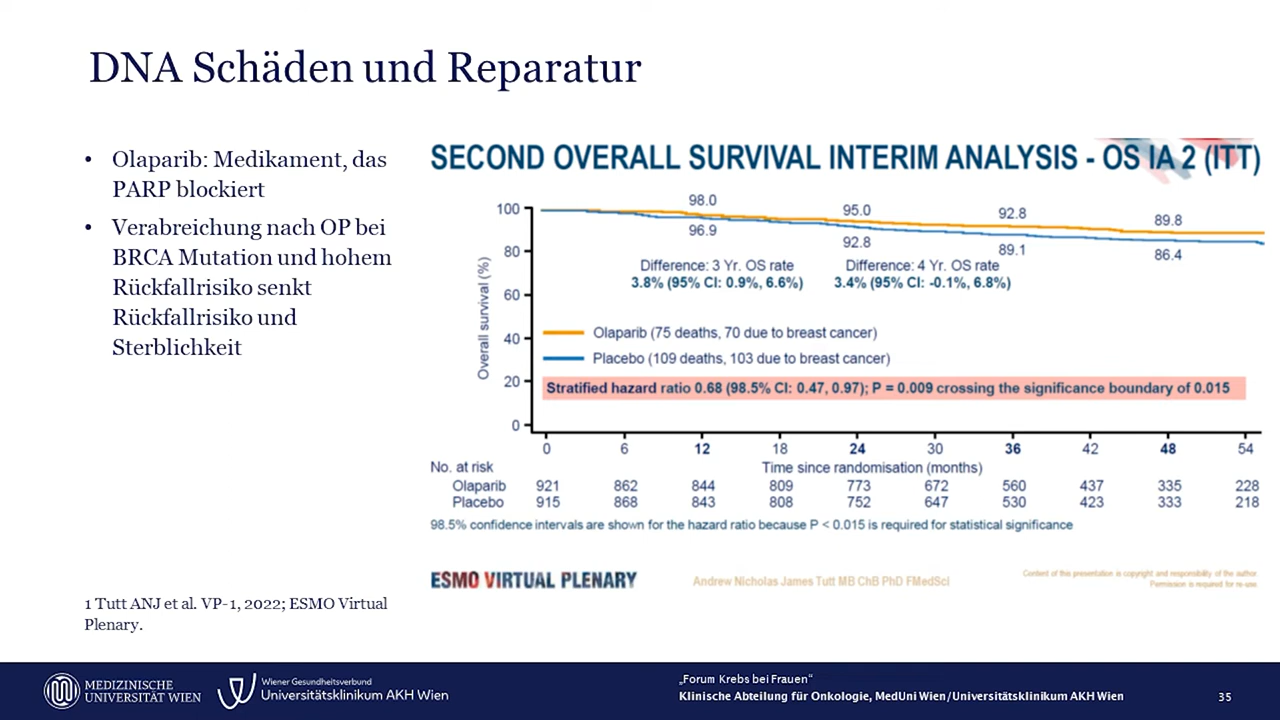 DNA Schäden und Reparatur
• Olaparib: Medikament, das
PARP blockiert
• Verabreichung nach OP bei
BRCA Mutation und hohem
Rückfallrisiko senkt
Rückfallrisiko und
Sterblichkeit
1 Tutt ANJ et al. VP-1, 2022; ESMO Virtual
Plenary.
SECOND OVERALL SURVIVAL INTERIM ANALYSIS - OS IA 2 (ITT)
Overall survival (%)
100
80
60
40
20
0
98.0
95.0
92.8
89.8
96.9
92.8
89.1
86.4
Difference: 3 Yr. OS rate
3.8% (95% CI: 0.9%, 6.6%)
Difference: 4 Yr. OS rate
3.4% (95% CI: -0.1%, 6.8%)
Olaparib (75 deaths, 70 due to breast cancer)
Placebo (109 deaths, 103 due to breast cancer)
Stratified hazard ratio 0.68 (98.5% CI: 0.47, 0.97); P = 0.009 crossing the significance boundary of 0.015
0 6 12 18 24 30 36 42 48 54
No. at risk Time since randomisation (months)
Olaparib 921 862 844 809 773 672 560 437 335 228
Placebo 915 868 843 808 752 647 530 423 333 218
98.5% confidence intervals are shown for the hazard ratio because P < 0.015 is required for statistical significance
ESMO VIRTUAL PLENARY
Andrew Nicholas James Tutt MB ChB PhD FMedSci
Content of this presentation is copyright and responsibility of the author.
Permission is required for re-use.
MEDIZINISCHE
UNIVERSITÄT WIEN
Wiener Gesundheitsverbund
Universitätsklinikum AKH Wien
„Forum Krebs bei Frauen“
Klinische Abteilung für Onkologie, MedUni Wien/Universitätsklinikum AKH Wien
35